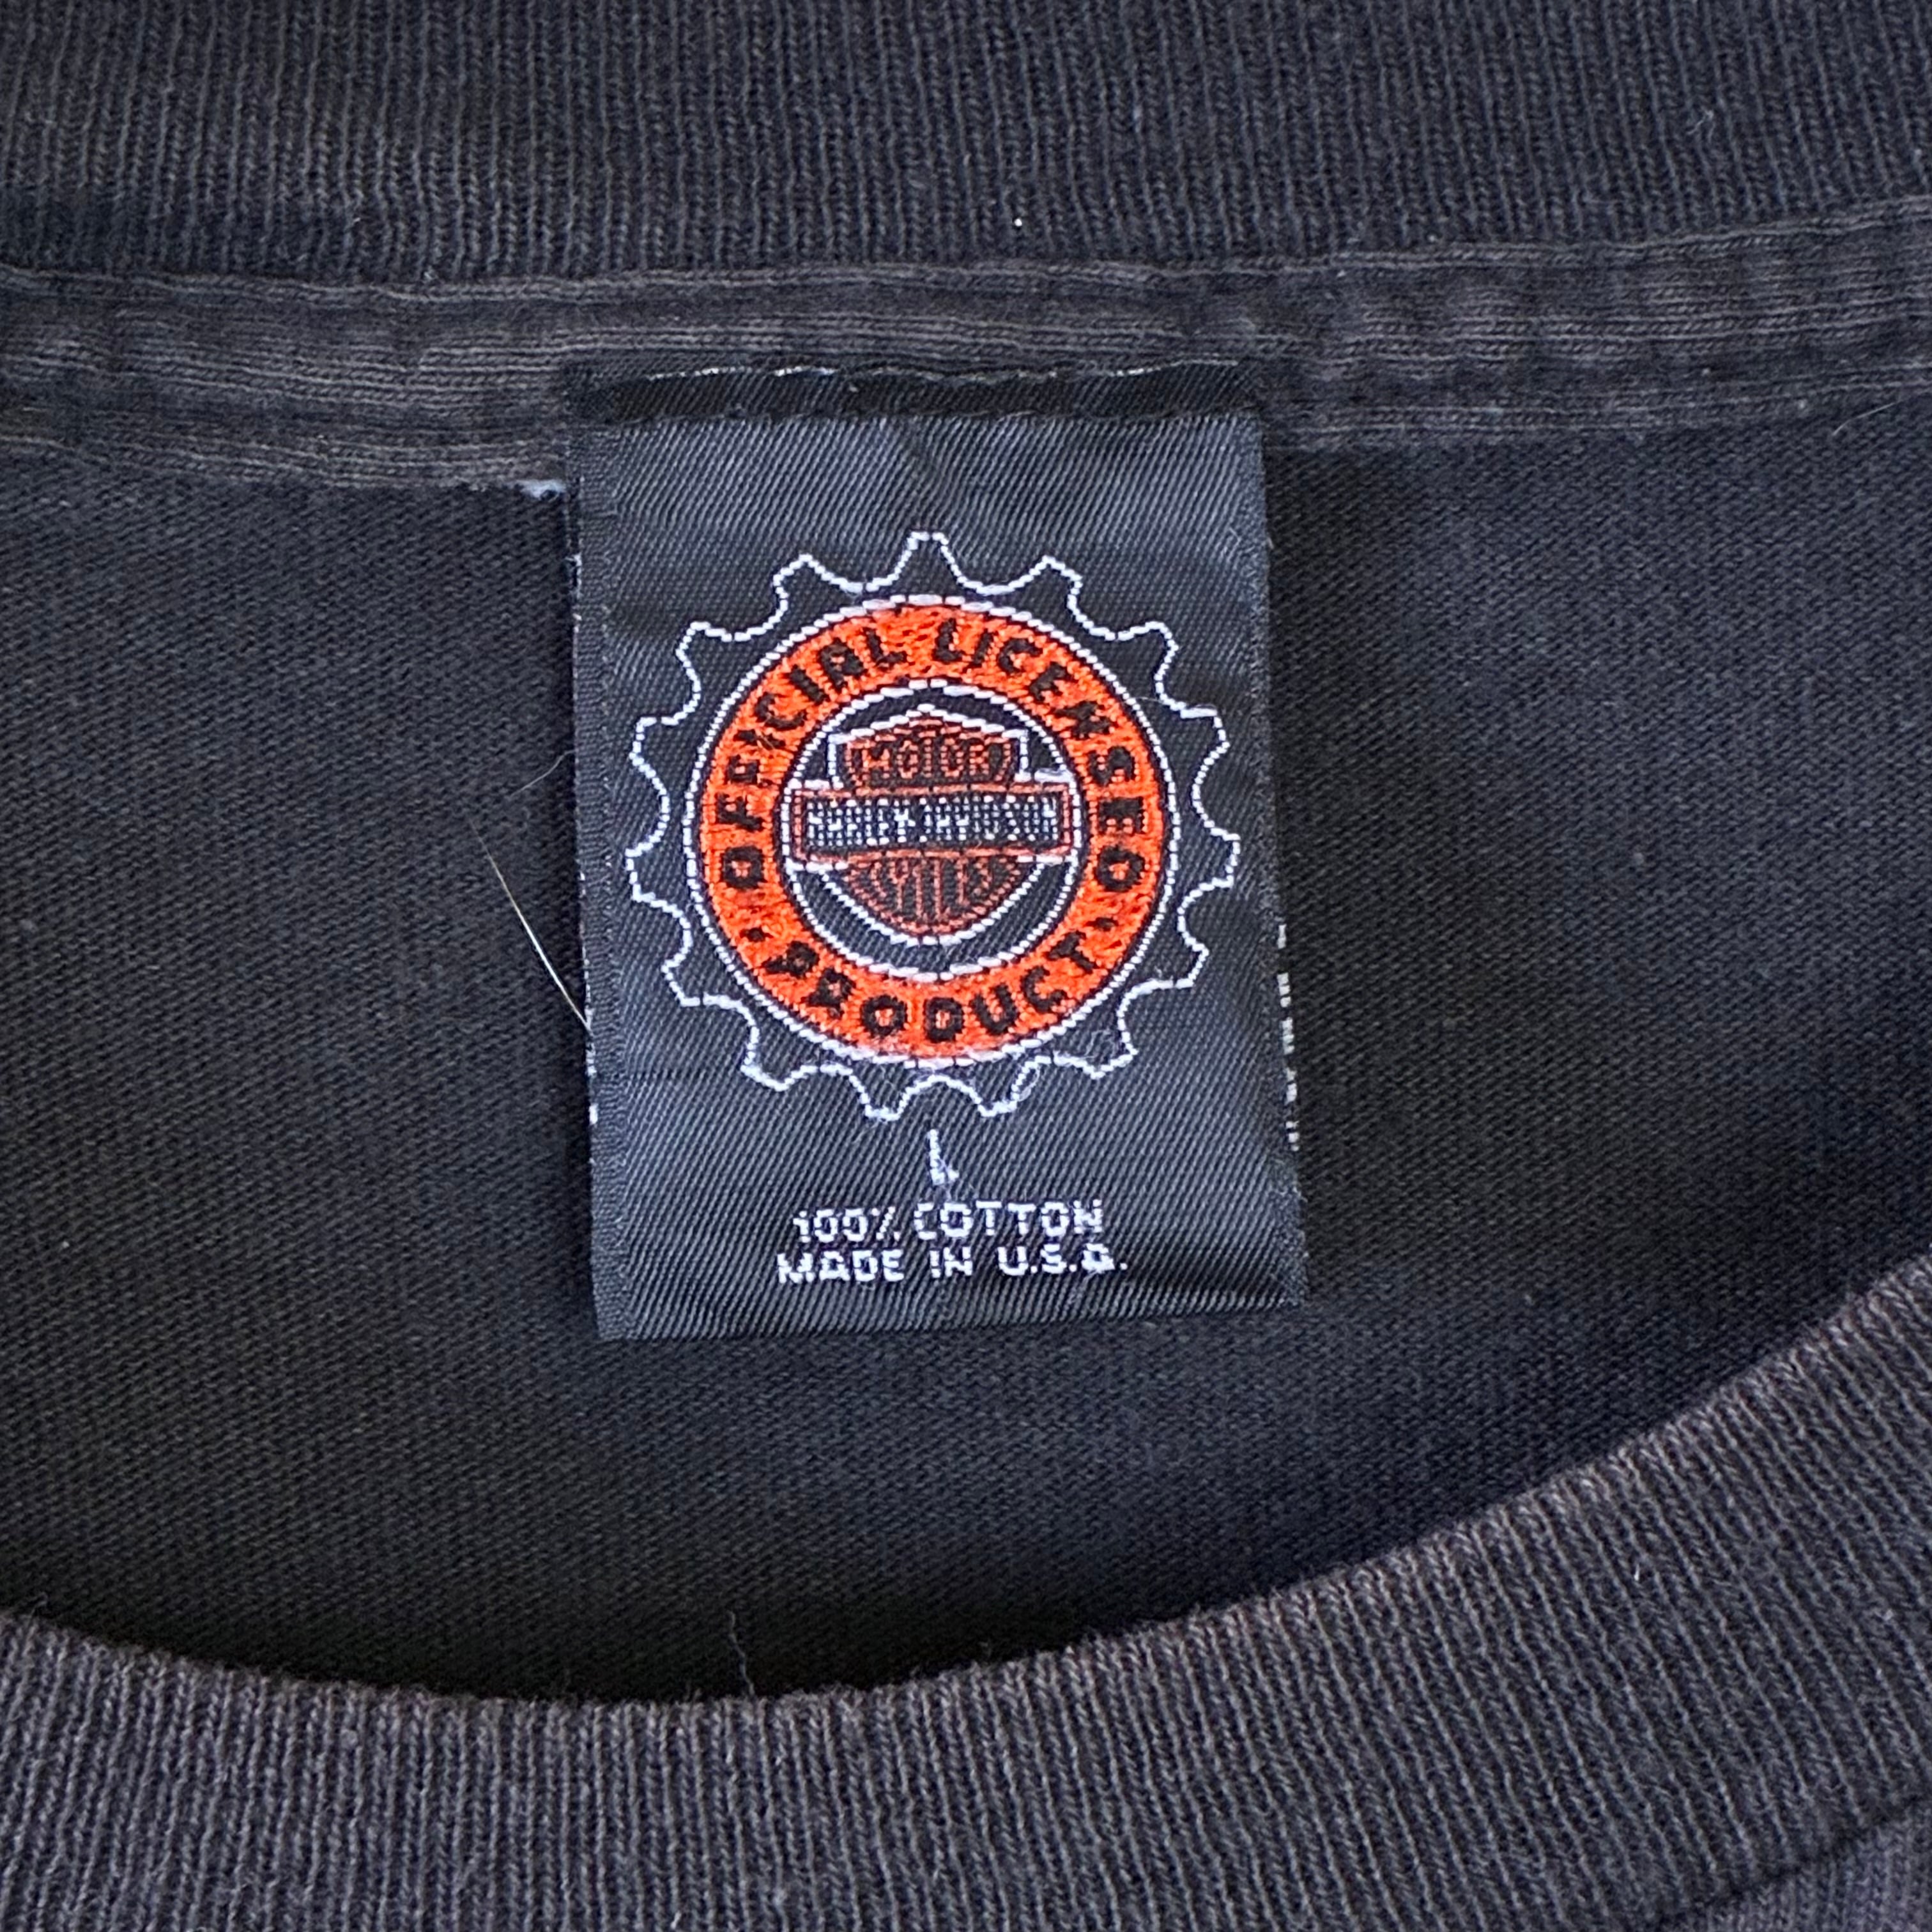 OFFICIAL LICENSED
MOTOR
HARLEY-DAVIDSON
CYCLES
• PRODUCT •
L
100% COTTON
MADE IN U.S.A.